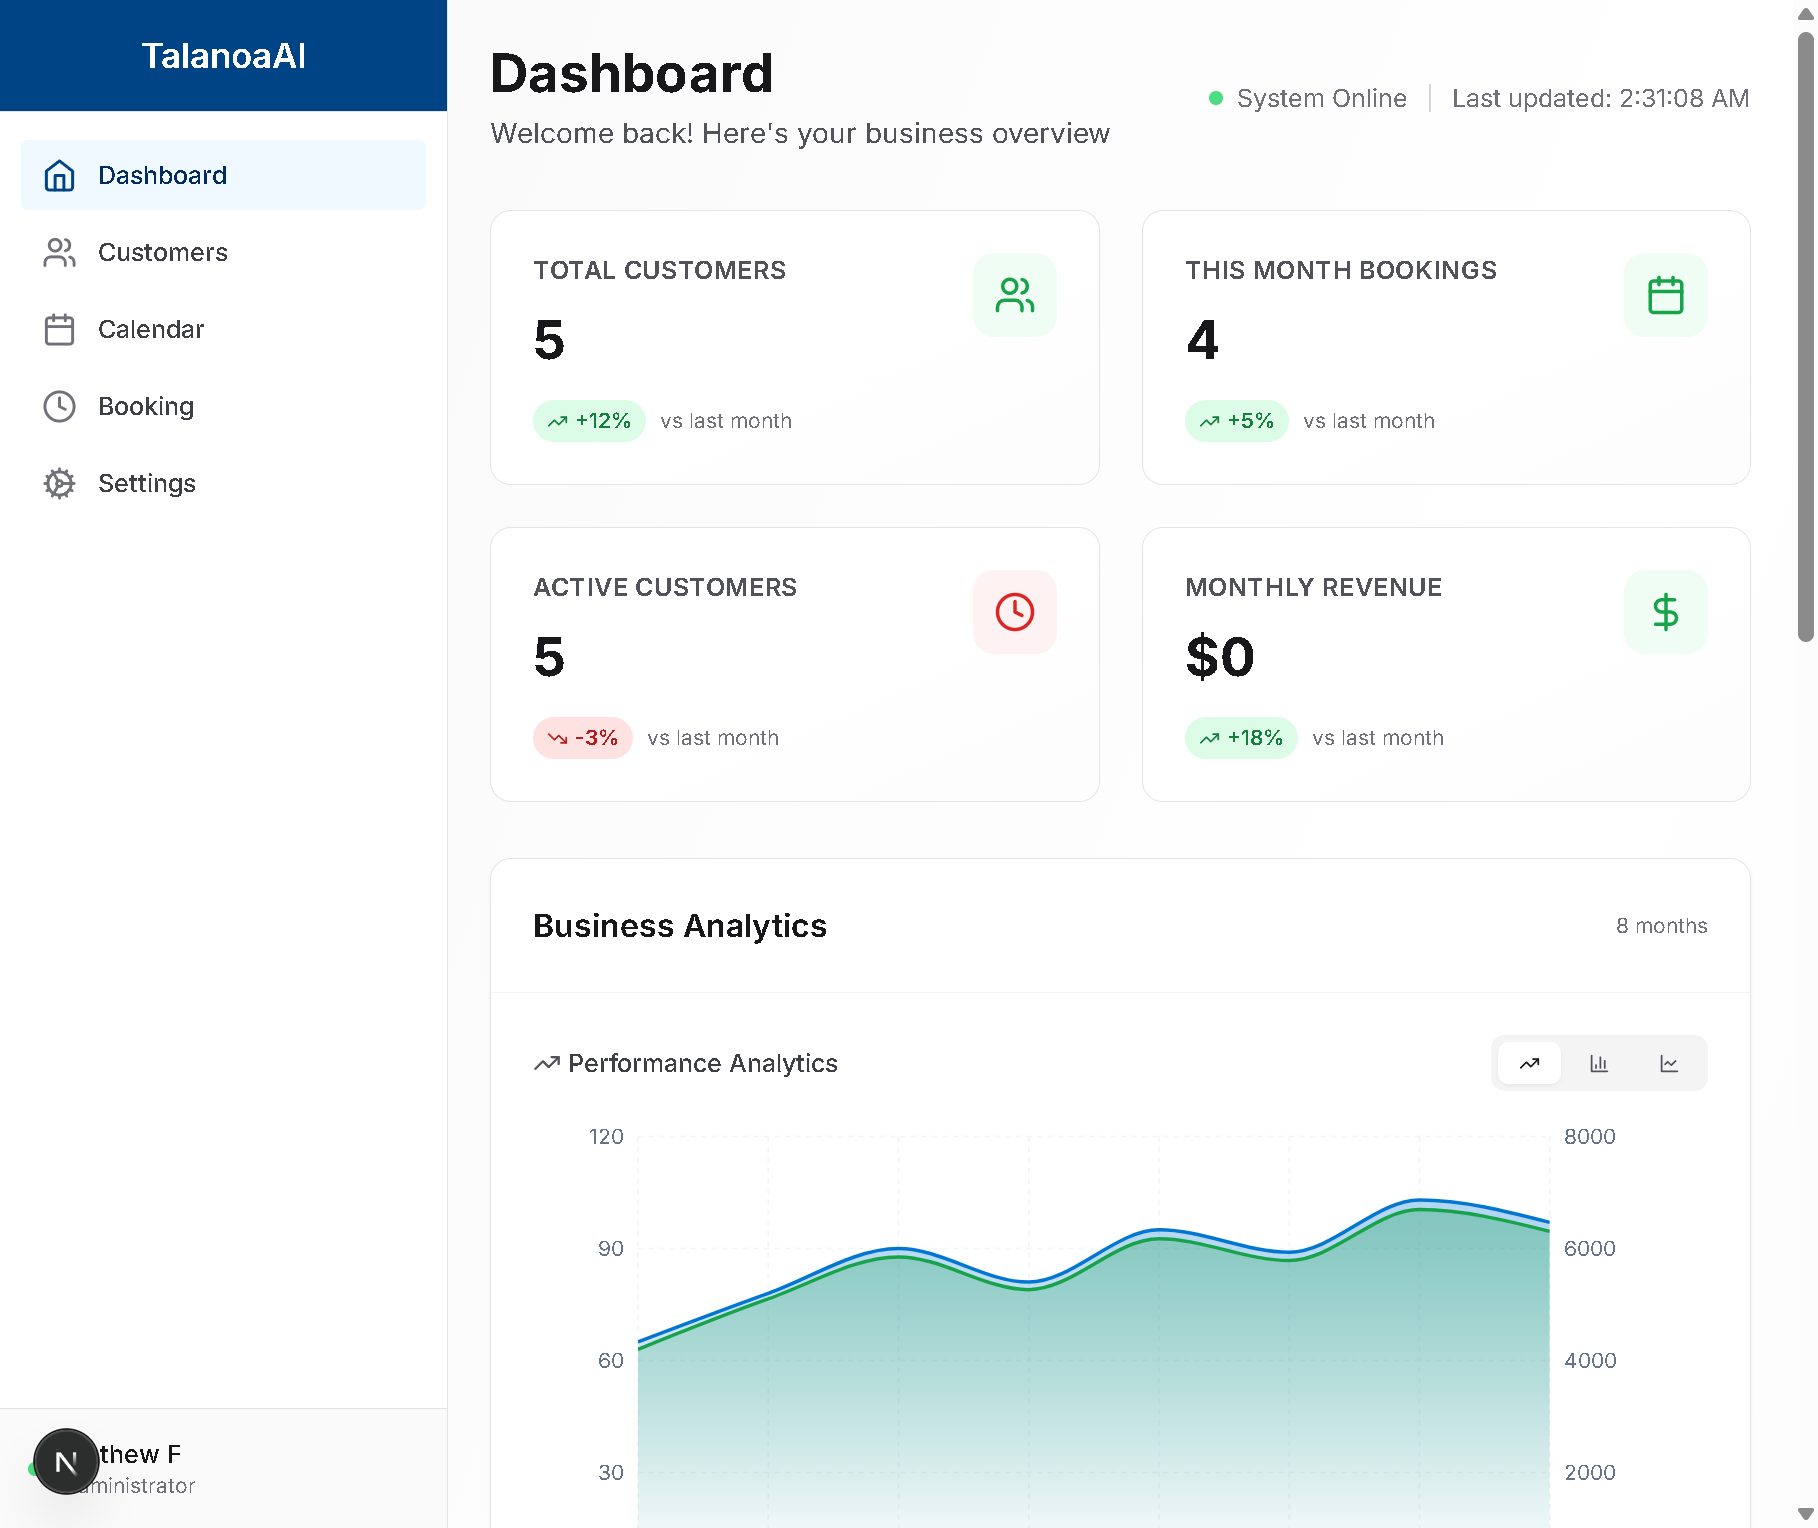 TalanoaAI
Dashboard
Customers
Calendar
Booking
Settings
N
thew F
ministrator
Dashboard
Welcome back! Here's your business overview
System Online
Last updated: 2:31:08 AM
TOTAL CUSTOMERS
5
+12% vs last month
THIS MONTH BOOKINGS
4
+5% vs last month
ACTIVE CUSTOMERS
5
-3% vs last month
MONTHLY REVENUE
$0
+18% vs last month
Business Analytics
8 months
Performance Analytics
120
90
60
30
8000
6000
4000
2000